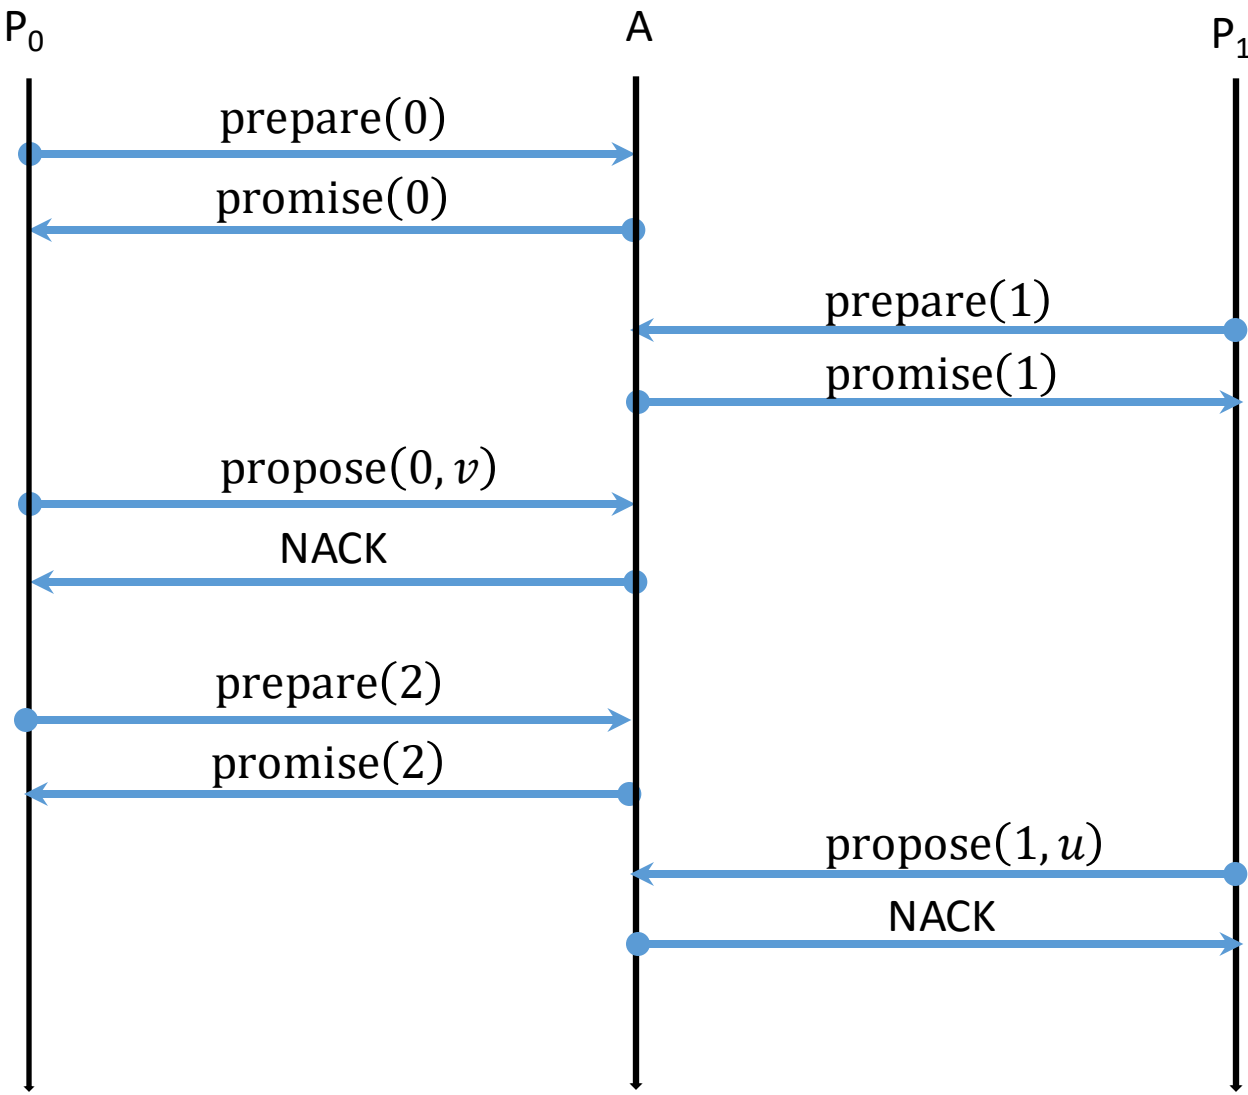 P₀ A P₁
prepare(0)
promise(0)
prepare(1)
promise(1)
propose(0, v)
NACK
prepare(2)
promise(2)
propose(1, u)
NACK